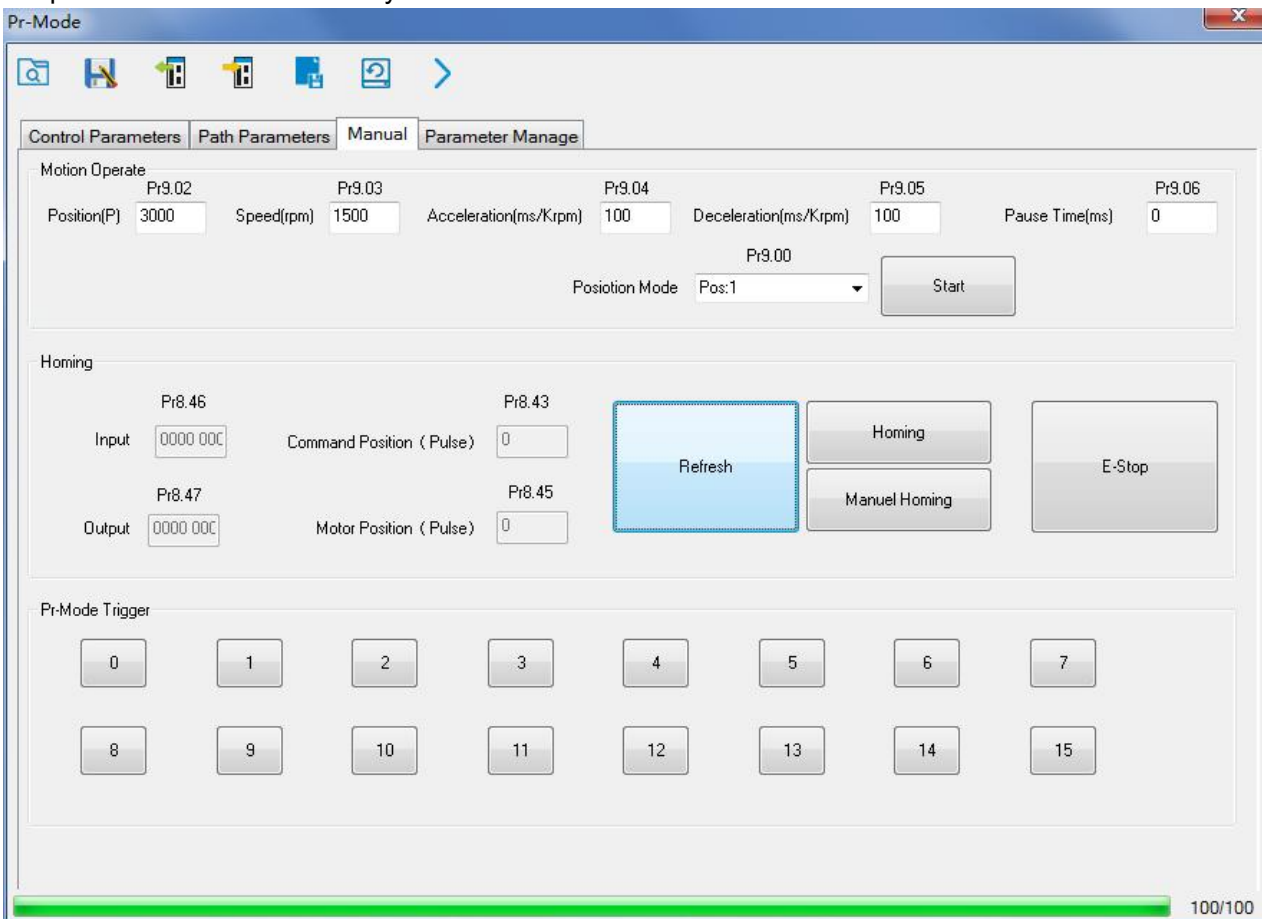 Pr-Mode
Control Parameters Path Parameters Manual Parameter Manage
Motion Operate
Pr9.02 Pr9.03 Pr9.04 Pr9.05 Pr9.06
Position(P) 3000 Speed(rpm) 1500 Acceleration(ms/Krpm) 100 Deceleration(ms/Krpm) 100 Pause Time(ms) 0
Pr9.00
Posiotion Mode Pos:1 Start
Homing
Pr8.46 Pr8.43
Input 0000 000 Command Position ( Pulse ) 0
Refresh Homing E-Stop
Pr8.47 Pr8.45
Manuel Homing
Output 0000 000 Motor Position ( Pulse ) 0
Pr-Mode Trigger
0 1 2 3 4 5 6 7
8 9 10 11 12 13 14 15
100/100